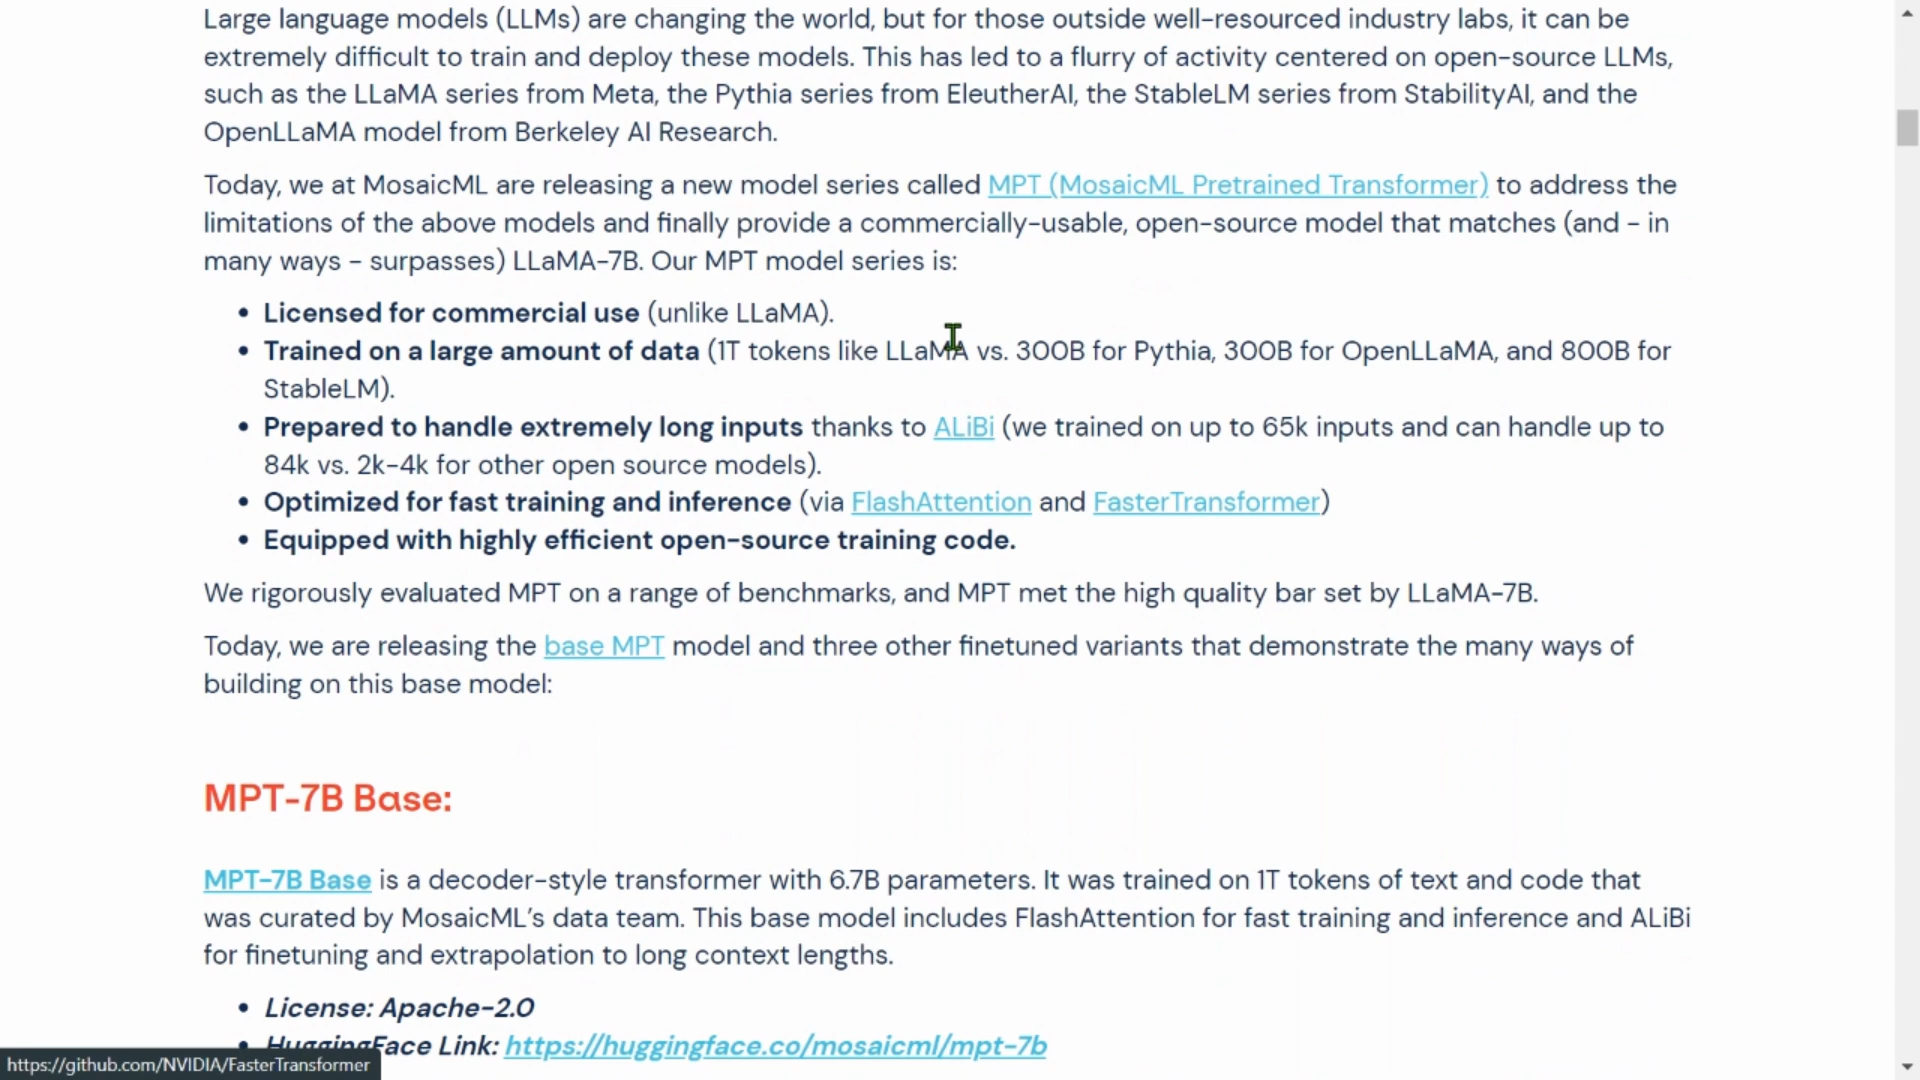 Large language models (LLMs) are changing the world, but for those outside well-resourced industry labs, it can be
extremely difficult to train and deploy these models. This has led to a flurry of activity centered on open-source LLMs,
such as the LLaMA series from Meta, the Pythia series from EleutherAI, the StableLM series from StabilityAI, and the
OpenLLaMA model from Berkeley AI Research.
Today, we at MosaicML are releasing a new model series called MPT (MosaicML Pretrained Transformer) to address the
limitations of the above models and finally provide a commercially-usable, open-source model that matches (and - in
many ways - surpasses) LLaMA-7B. Our MPT model series is:
• Licensed for commercial use (unlike LLaMA).
• Trained on a large amount of data (1T tokens like LLaMA vs. 300B for Pythia, 300B for OpenLLaMA, and 800B for
StableLM).
• Prepared to handle extremely long inputs thanks to ALiBi (we trained on up to 65k inputs and can handle up to
84k vs. 2k-4k for other open source models).
• Optimized for fast training and inference (via FlashAttention and FasterTransformer)
• Equipped with highly efficient open-source training code.
We rigorously evaluated MPT on a range of benchmarks, and MPT met the high quality bar set by LLaMA-7B.
Today, we are releasing the base MPT model and three other finetuned variants that demonstrate the many ways of
building on this base model:
MPT-7B Base:
MPT-7B Base is a decoder-style transformer with 6.7B parameters. It was trained on 1T tokens of text and code that
was curated by MosaicML's data team. This base model includes FlashAttention for fast training and inference and ALiBi
for finetuning and extrapolation to long context lengths.
• License: Apache-2.0
• HuggingFace Link: https://huggingface.co/mosaicml/mpt-7b
https://github.com/NVIDIA/FasterTransformer